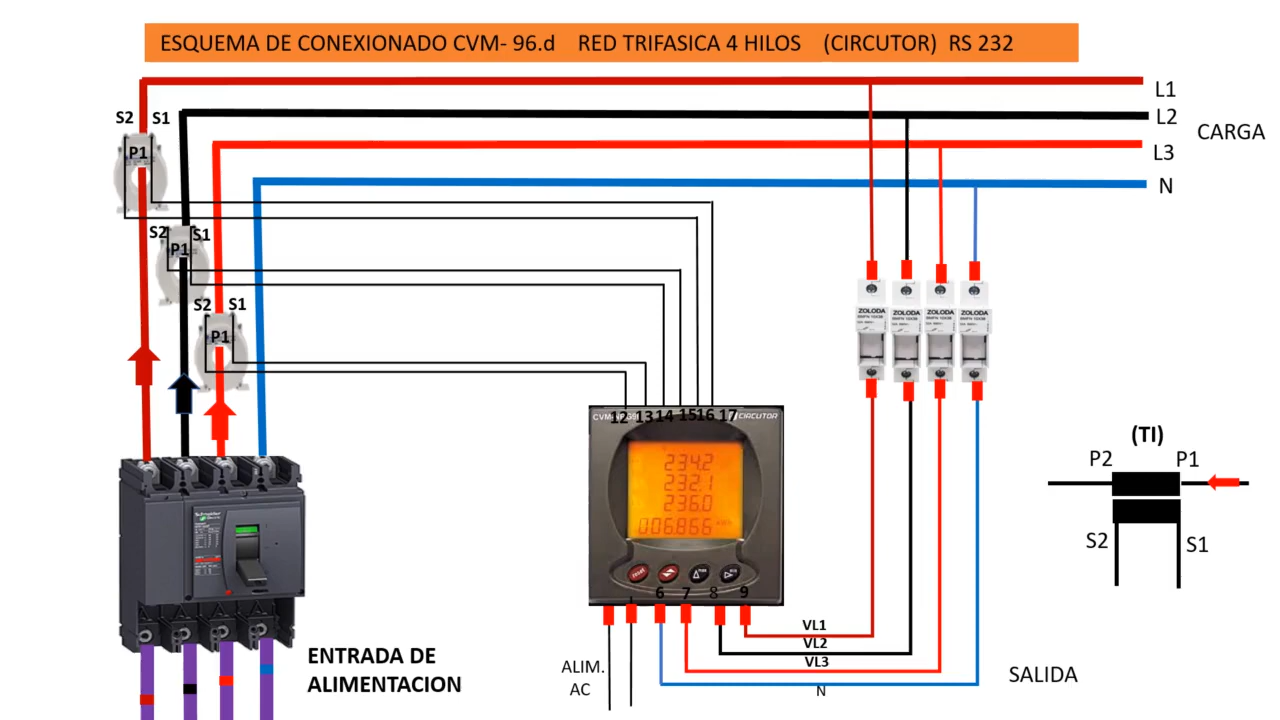 ESQUEMA DE CONEXIONADO CVM- 96.d RED TRIFASICA 4 HILOS (CIRCUTOR) RS 232
L1
L2
CARGA
L3
N
S2 S1
P1
S2 S1
P1
S2 S1
P1
ZOLODA ZOLODA ZOLODA ZOLODA
12 13 14 15 16 17
CIRCUTOR
234.2
232.1
236.0
006.866
reset
6 7 8 9
(TI)
P2 P1
S2 S1
Schneider
VL1
VL2
VL3
N
ALIM.
AC
SALIDA
ENTRADA DE
ALIMENTACION